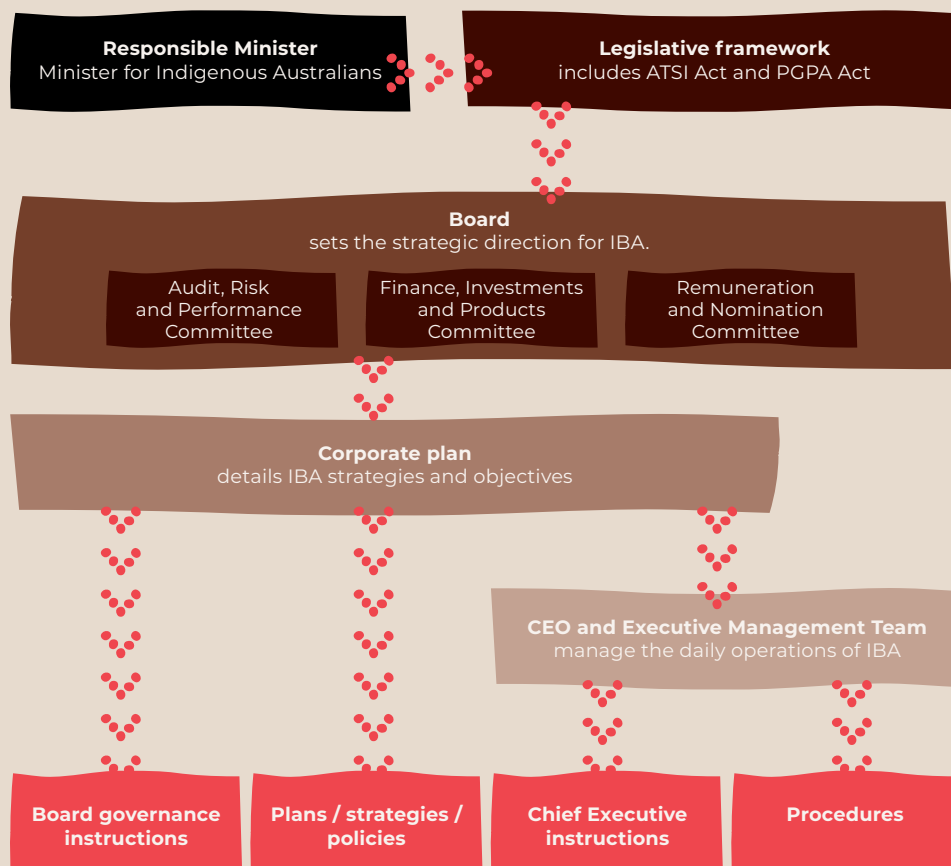 Responsible Minister
Minister for Indigenous Australians
Legislative framework
includes ATSI Act and PGPA Act
Board
sets the strategic direction for IBA.
Audit, Risk
and Performance
Committee
Finance, Investments
and Products
Committee
Remuneration
and Nomination
Committee
Corporate plan
details IBA strategies and objectives
CEO and Executive Management Team
manage the daily operations of IBA
Board governance
instructions
Plans / strategies /
policies
Chief Executive
instructions
Procedures